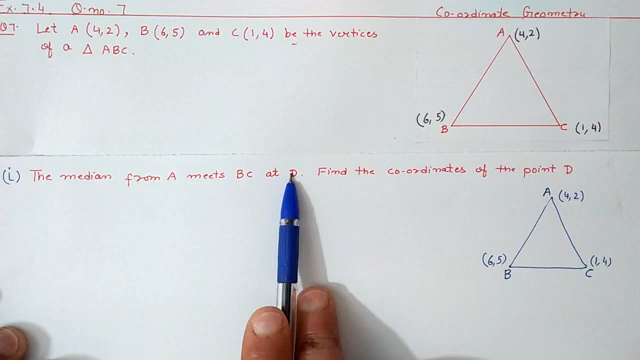 Ex. 7.4 Q.no. 7
Co-ordinate Geometry
Q7. Let A(4,2), B(6,5) and C(1,4) be the vertices
of a Δ ABC.
A (4,2)
(6,5)
B
C (1,4)
(i) The median from A meets BC at D. Find the co-ordinates of the point D
A (4,2)
(6,5) (1,4)
B C